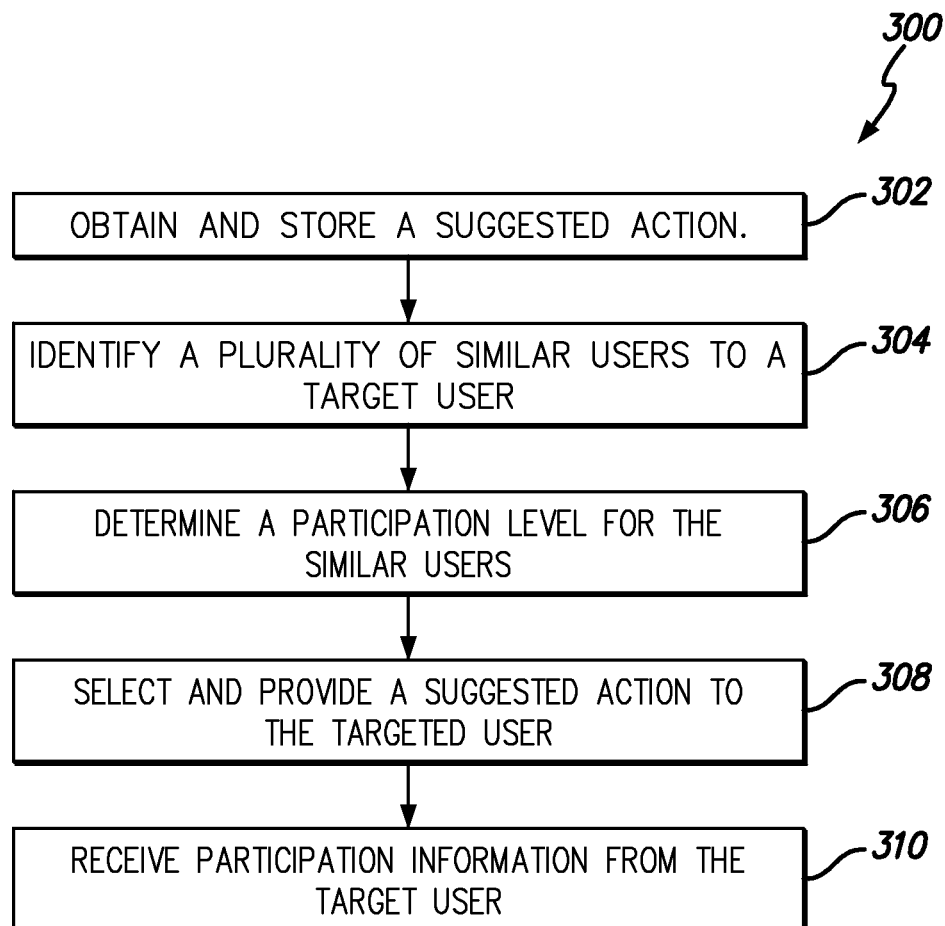 300
OBTAIN AND STORE A SUGGESTED ACTION.
302
IDENTIFY A PLURALITY OF SIMILAR USERS TO A
TARGET USER
304
DETERMINE A PARTICIPATION LEVEL FOR THE
SIMILAR USERS
306
SELECT AND PROVIDE A SUGGESTED ACTION TO
THE TARGETED USER
308
RECEIVE PARTICIPATION INFORMATION FROM THE
TARGET USER
310